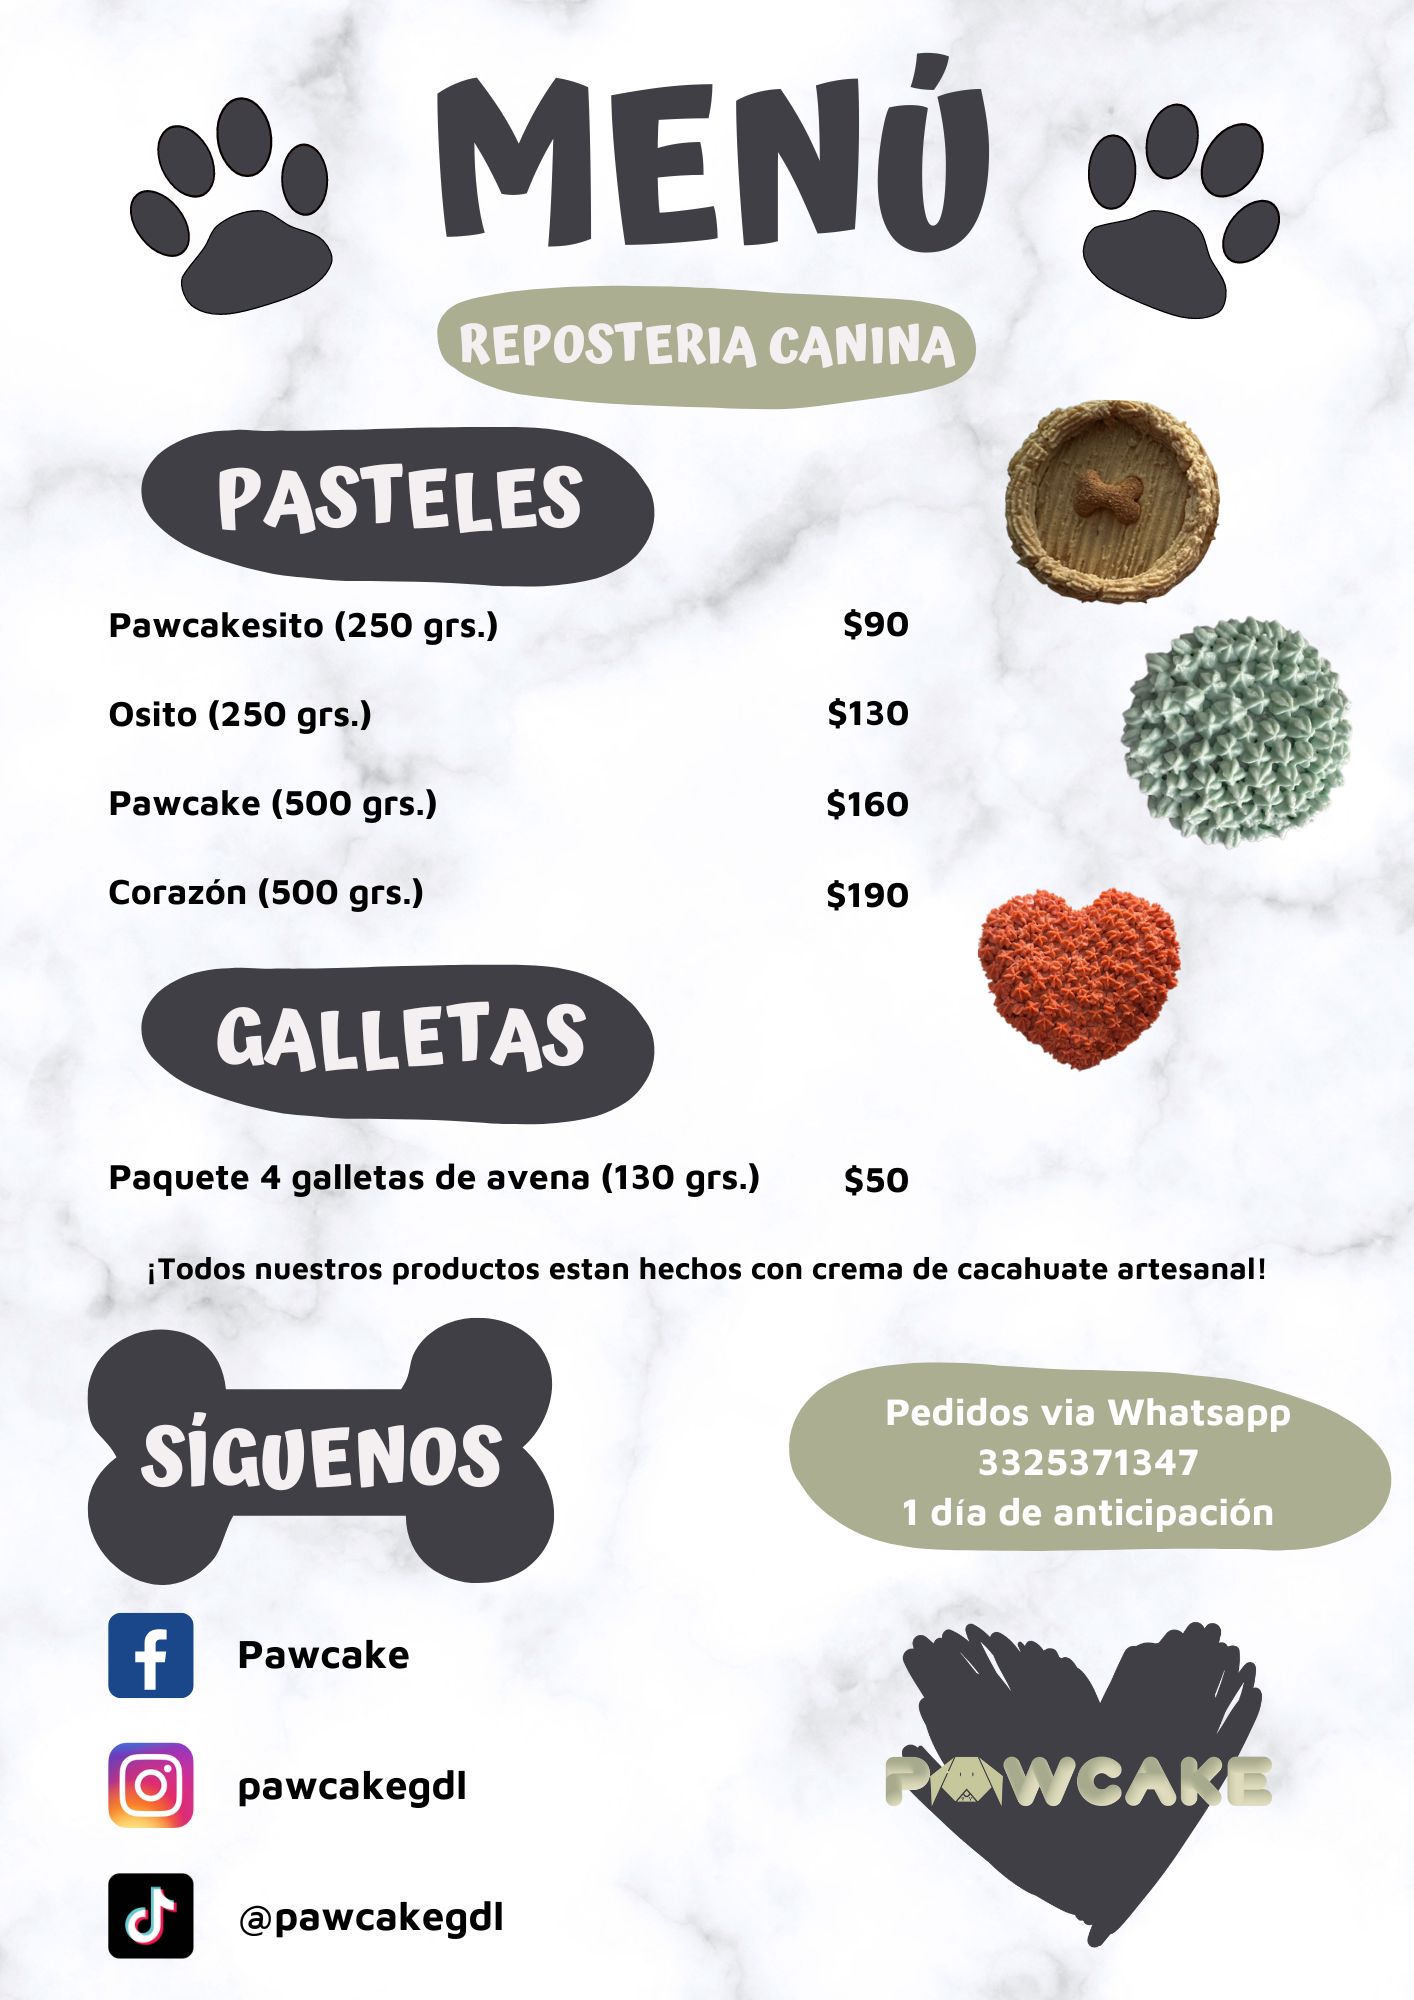 MENÚ
REPOSTERIA CANINA
PASTELES
Pawcakesito (250 grs.) $90
Osito (250 grs.) $130
Pawcake (500 grs.) $160
Corazón (500 grs.) $190
GALLETAS
Paquete 4 galletas de avena (130 grs.) $50
¡Todos nuestros productos estan hechos con crema de cacahuate artesanal!
SÍGUENOS
Pedidos via Whatsapp
3325371347
1 día de anticipación
Pawcake
pawcakegdl
@pawcakegdl
PAWCAKE